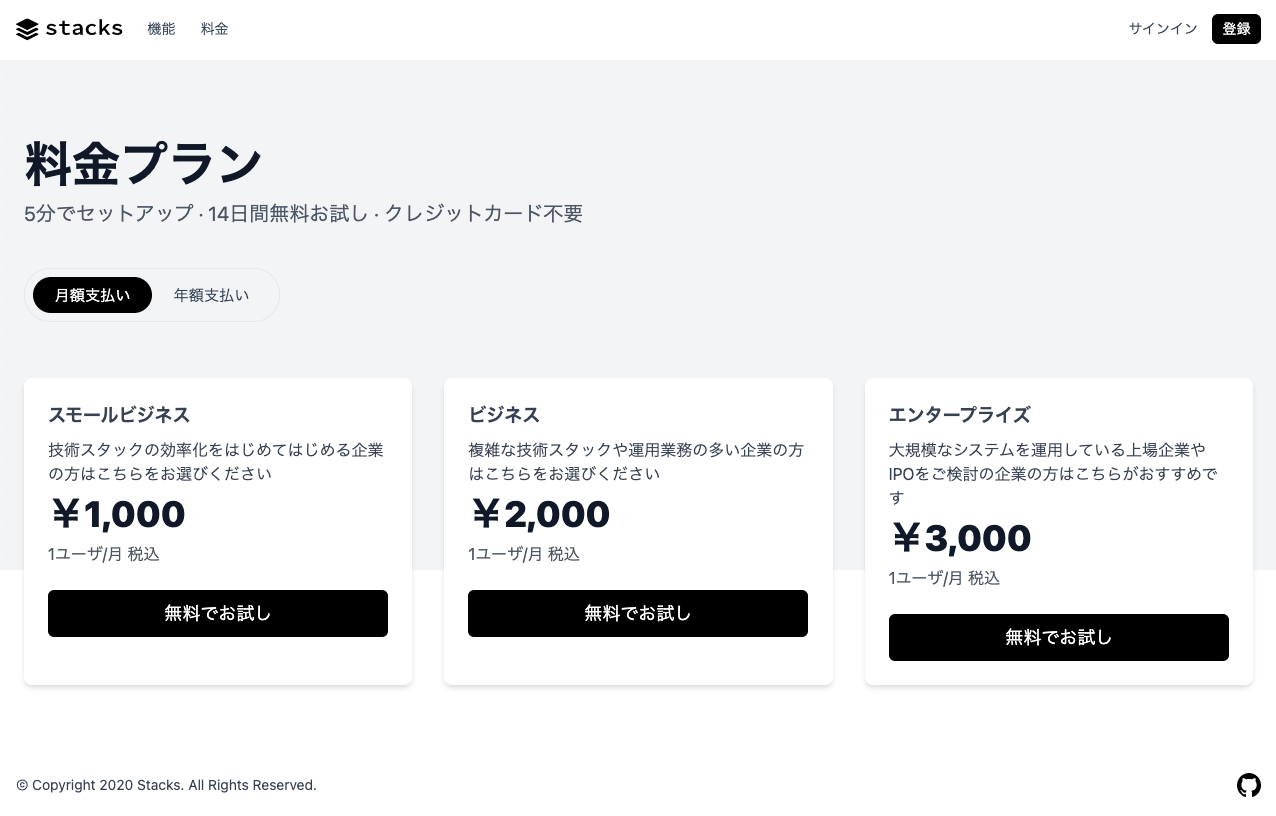 stacks 機能 料金 サインイン 登録
料金プラン
5分でセットアップ · 14日間無料お試し · クレジットカード不要
月額支払い 年額支払い
スモールビジネス
技術スタックの効率化をはじめてはじめる企業
の方はこちらをお選びください
￥1,000
1ユーザ/月 税込
無料でお試し
ビジネス
複雑な技術スタックや運用業務の多い企業の方
はこちらをお選びください
￥2,000
1ユーザ/月 税込
無料でお試し
エンタープライズ
大規模なシステムを運用している上場企業や
IPOをご検討の企業の方はこちらがおすすめで
す
￥3,000
1ユーザ/月 税込
無料でお試し
© Copyright 2020 Stacks. All Rights Reserved.